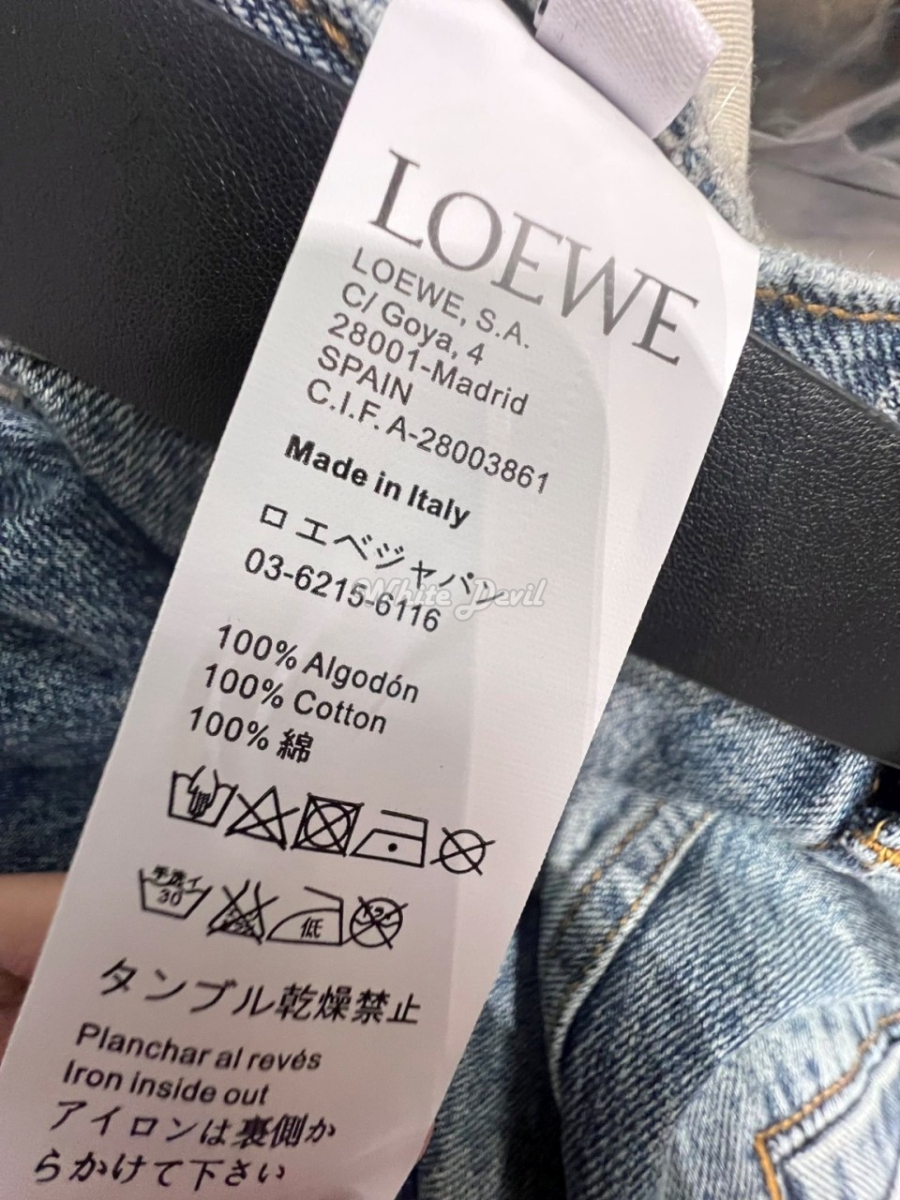 LOEWE
LOEWE, S.A.
C/ Goya, 4
28001-Madrid
SPAIN
C.I.F. A-28003861
Made in Italy
ロエベジャパン
03-6215-6116
White Devil
100% Algodón
100% Cotton
100% 綿
手洗イ
30
低
タンブル乾燥禁止
Planchar al revés
Iron inside out
アイロンは裏側か
らかけて下さい